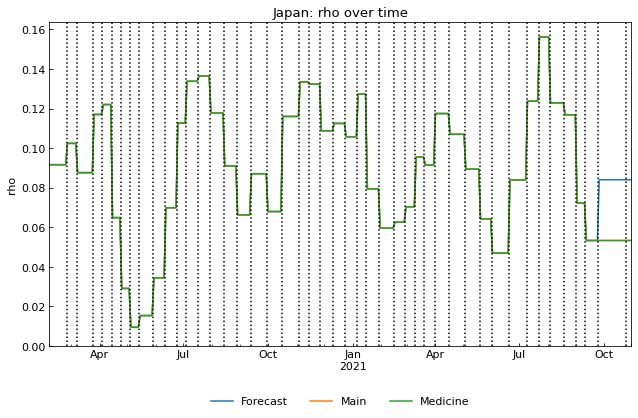 Japan: rho over time
0.16
0.14
0.12
0.10
0.08
0.06
0.04
0.02
0.00
rho
Apr Jul Oct Jan Apr Jul Oct
2021
Forecast Main Medicine